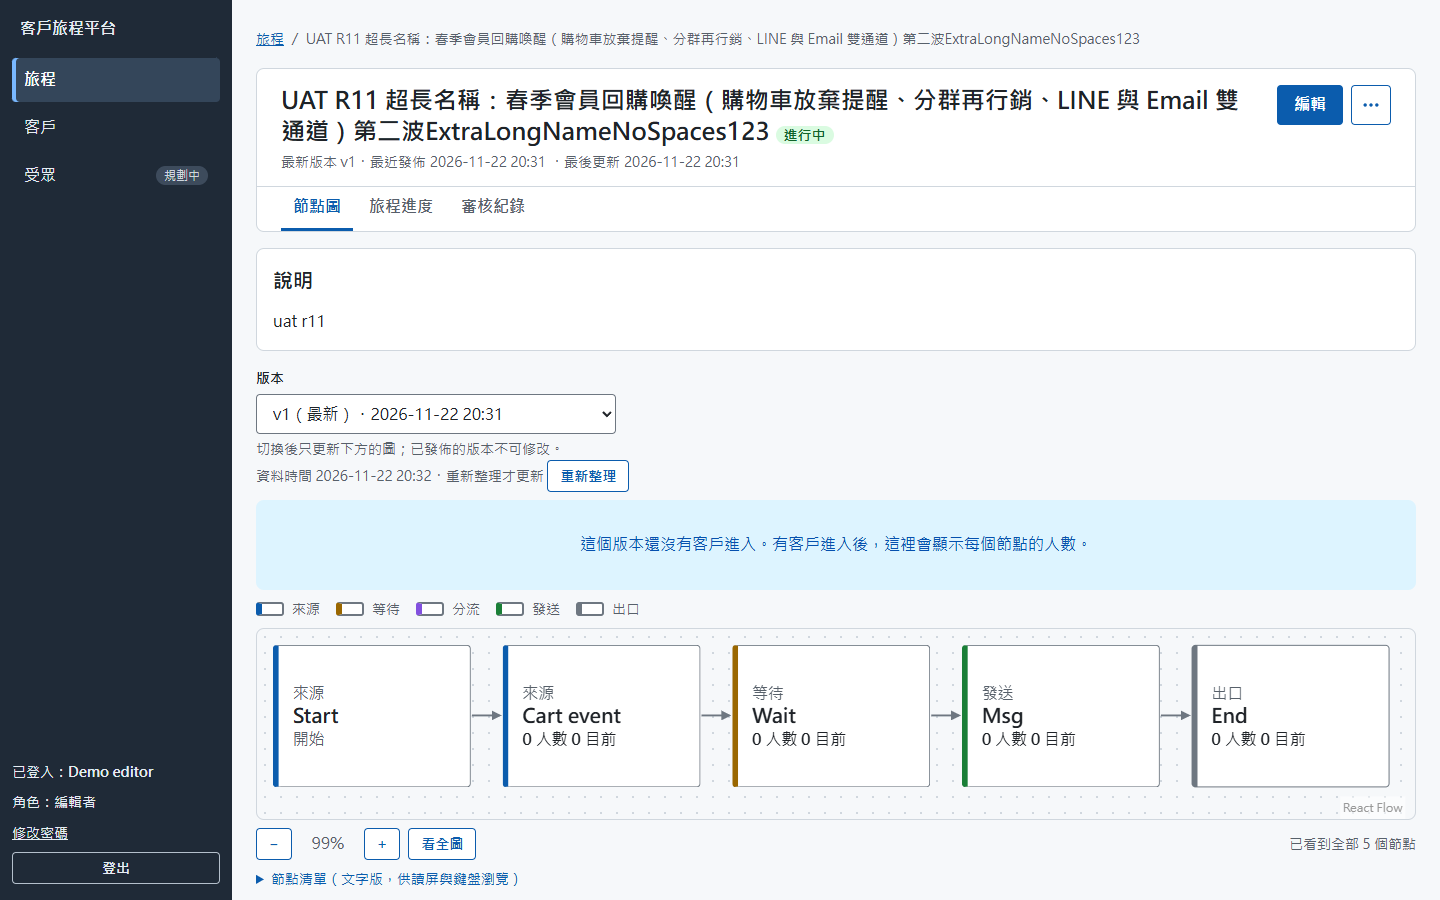 客戶旅程平台
旅程
客戶
受眾 規劃中
已登入：Demo editor
角色：編輯者
修改密碼
登出
旅程 / UAT R11 超長名稱：春季會員回購喚醒（購物車放棄提醒、分群再行銷、LINE 與 Email 雙通道）第二波ExtraLongNameNoSpaces123
UAT R11 超長名稱：春季會員回購喚醒（購物車放棄提醒、分群再行銷、LINE 與 Email 雙
通道）第二波ExtraLongNameNoSpaces123 進行中
編輯 ⋯
最新版本 v1 · 最近發佈 2026-11-22 20:31 · 最後更新 2026-11-22 20:31
節點圖 旅程進度 審核紀錄
說明
uat r11
版本
v1（最新） · 2026-11-22 20:31
切換後只更新下方的圖；已發佈的版本不可修改。
資料時間 2026-11-22 20:32 · 重新整理才更新 重新整理
這個版本還沒有客戶進入。有客戶進入後，這裡會顯示每個節點的人數。
來源 等待 分流 發送 出口
來源
Start
開始
來源
Cart event
0 人數 0 目前
等待
Wait
0 人數 0 目前
發送
Msg
0 人數 0 目前
出口
End
0 人數 0 目前
React Flow
− 99% + 看全圖 已看到全部 5 個節點
▶ 節點清單（文字版，供讀屏與鍵盤瀏覽）